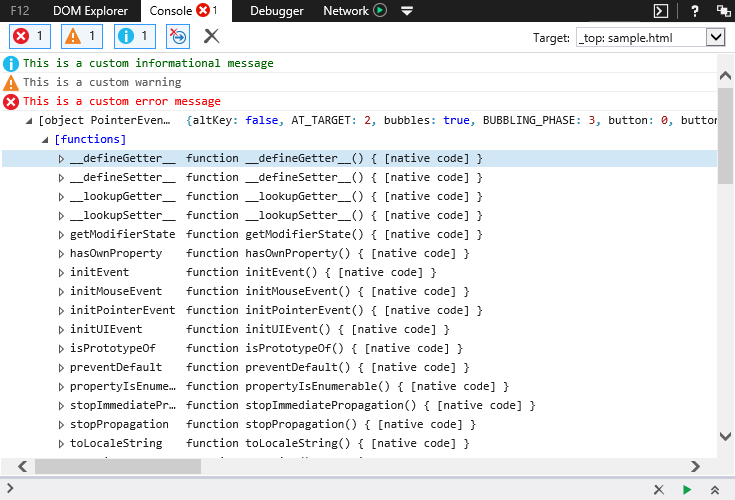 F12 DOM Explorer Console 1 Debugger Network ?
1 1 1 Target: _top: sample.html
This is a custom informational message
This is a custom warning
This is a custom error message
[object PointerEven… {altKey: false, AT_TARGET: 2, bubbles: true, BUBBLING_PHASE: 3, button: 0, button
[functions]
__defineGetter__ function __defineGetter__() { [native code] }
__defineSetter__ function __defineSetter__() { [native code] }
__lookupGetter__ function __lookupGetter__() { [native code] }
__lookupSetter__ function __lookupSetter__() { [native code] }
getModifierState function getModifierState() { [native code] }
hasOwnProperty function hasOwnProperty() { [native code] }
initEvent function initEvent() { [native code] }
initMouseEvent function initMouseEvent() { [native code] }
initPointerEvent function initPointerEvent() { [native code] }
initUIEvent function initUIEvent() { [native code] }
isPrototypeOf function isPrototypeOf() { [native code] }
preventDefault function preventDefault() { [native code] }
propertyIsEnume… function propertyIsEnumerable() { [native code] }
stopImmediatePr… function stopImmediatePropagation() { [native code] }
stopPropagation function stopPropagation() { [native code] }
toLocaleString function toLocaleString() { [native code] }